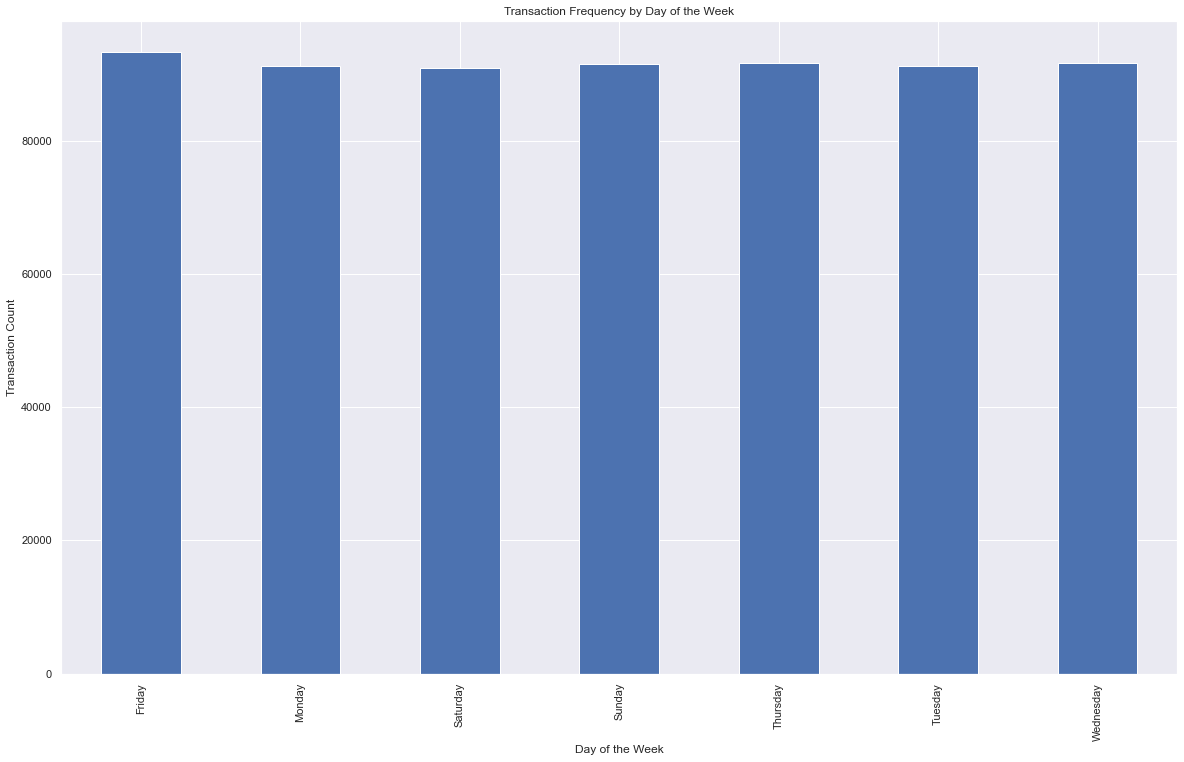 Transaction Frequency by Day of the Week
Transaction Count
80000
60000
40000
20000
0
Friday
Monday
Saturday
Sunday
Thursday
Tuesday
Wednesday
Day of the Week